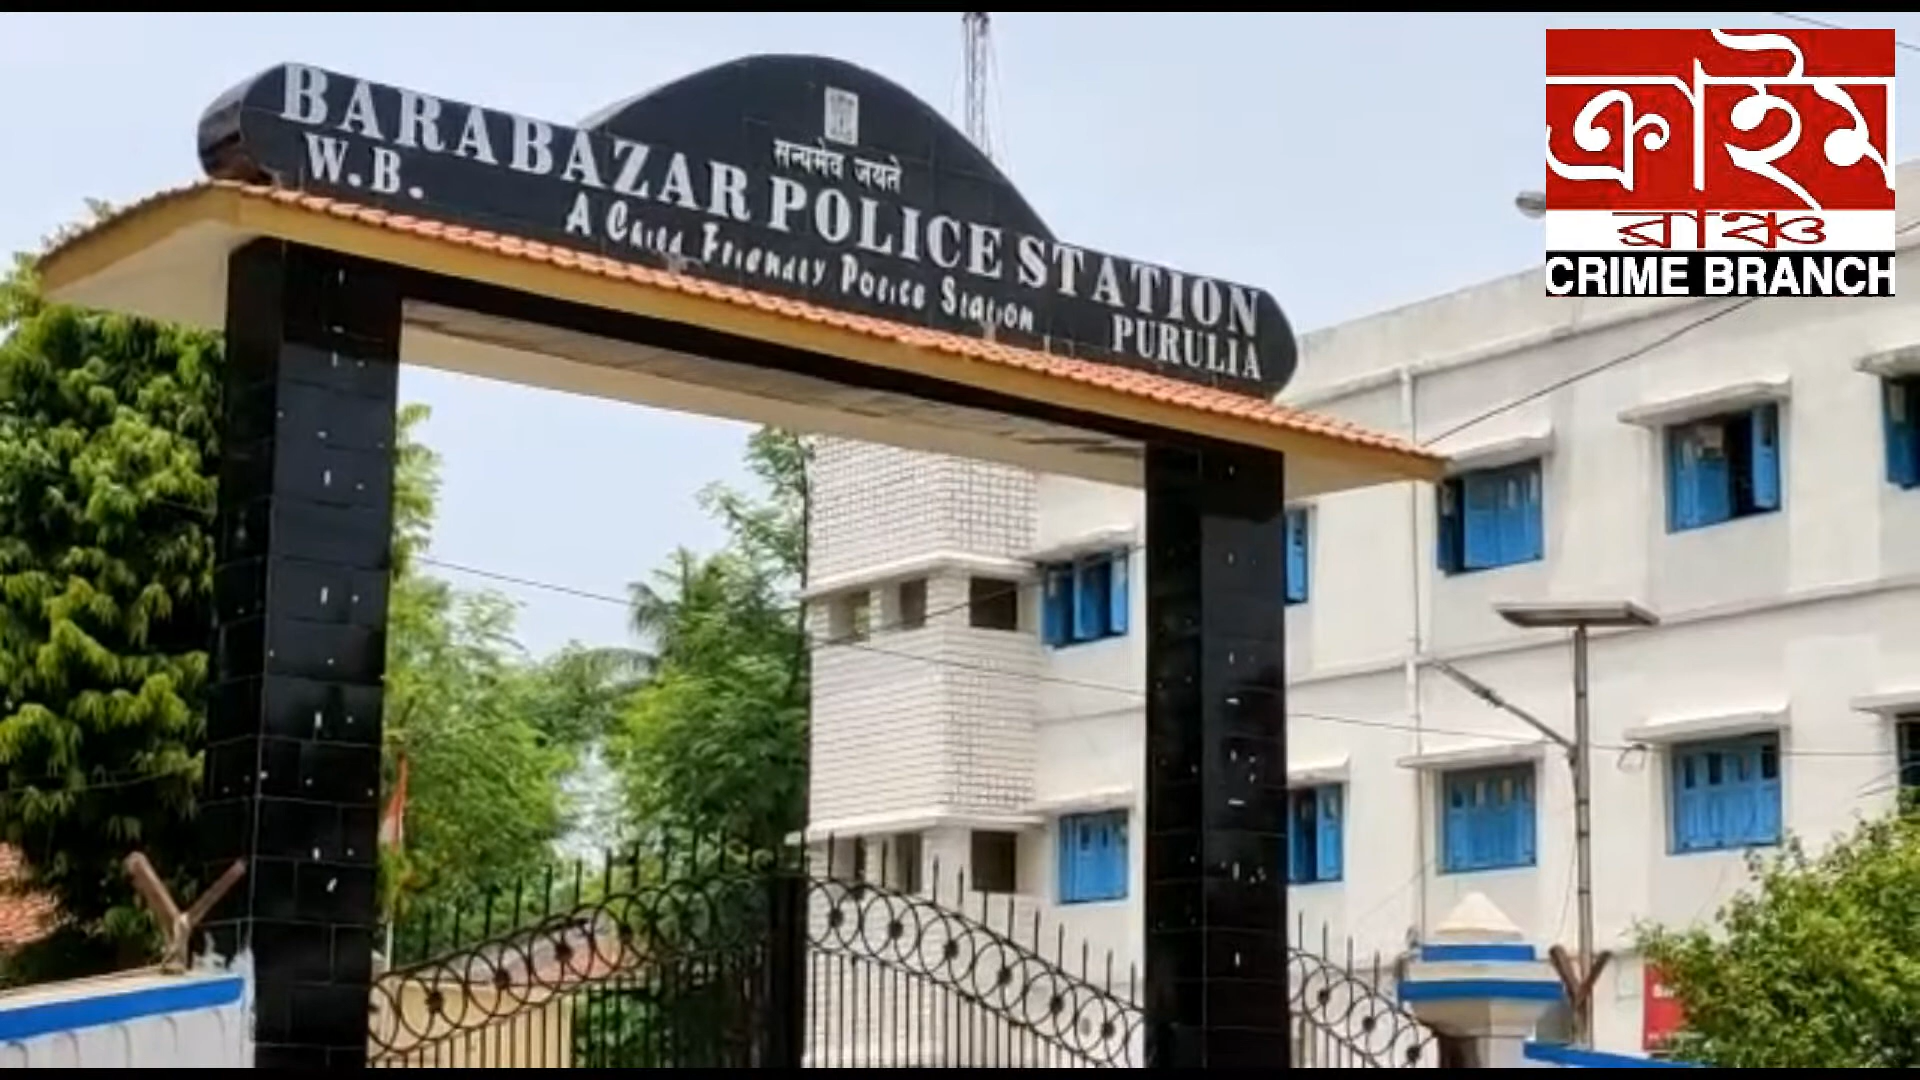 सत्यमेव जयते
BARABAZAR POLICE STATION
W.B.
A Child Friendly Police Station
PURULIA
ক্রাইম
ব্রাঞ্চ
CRIME BRANCH